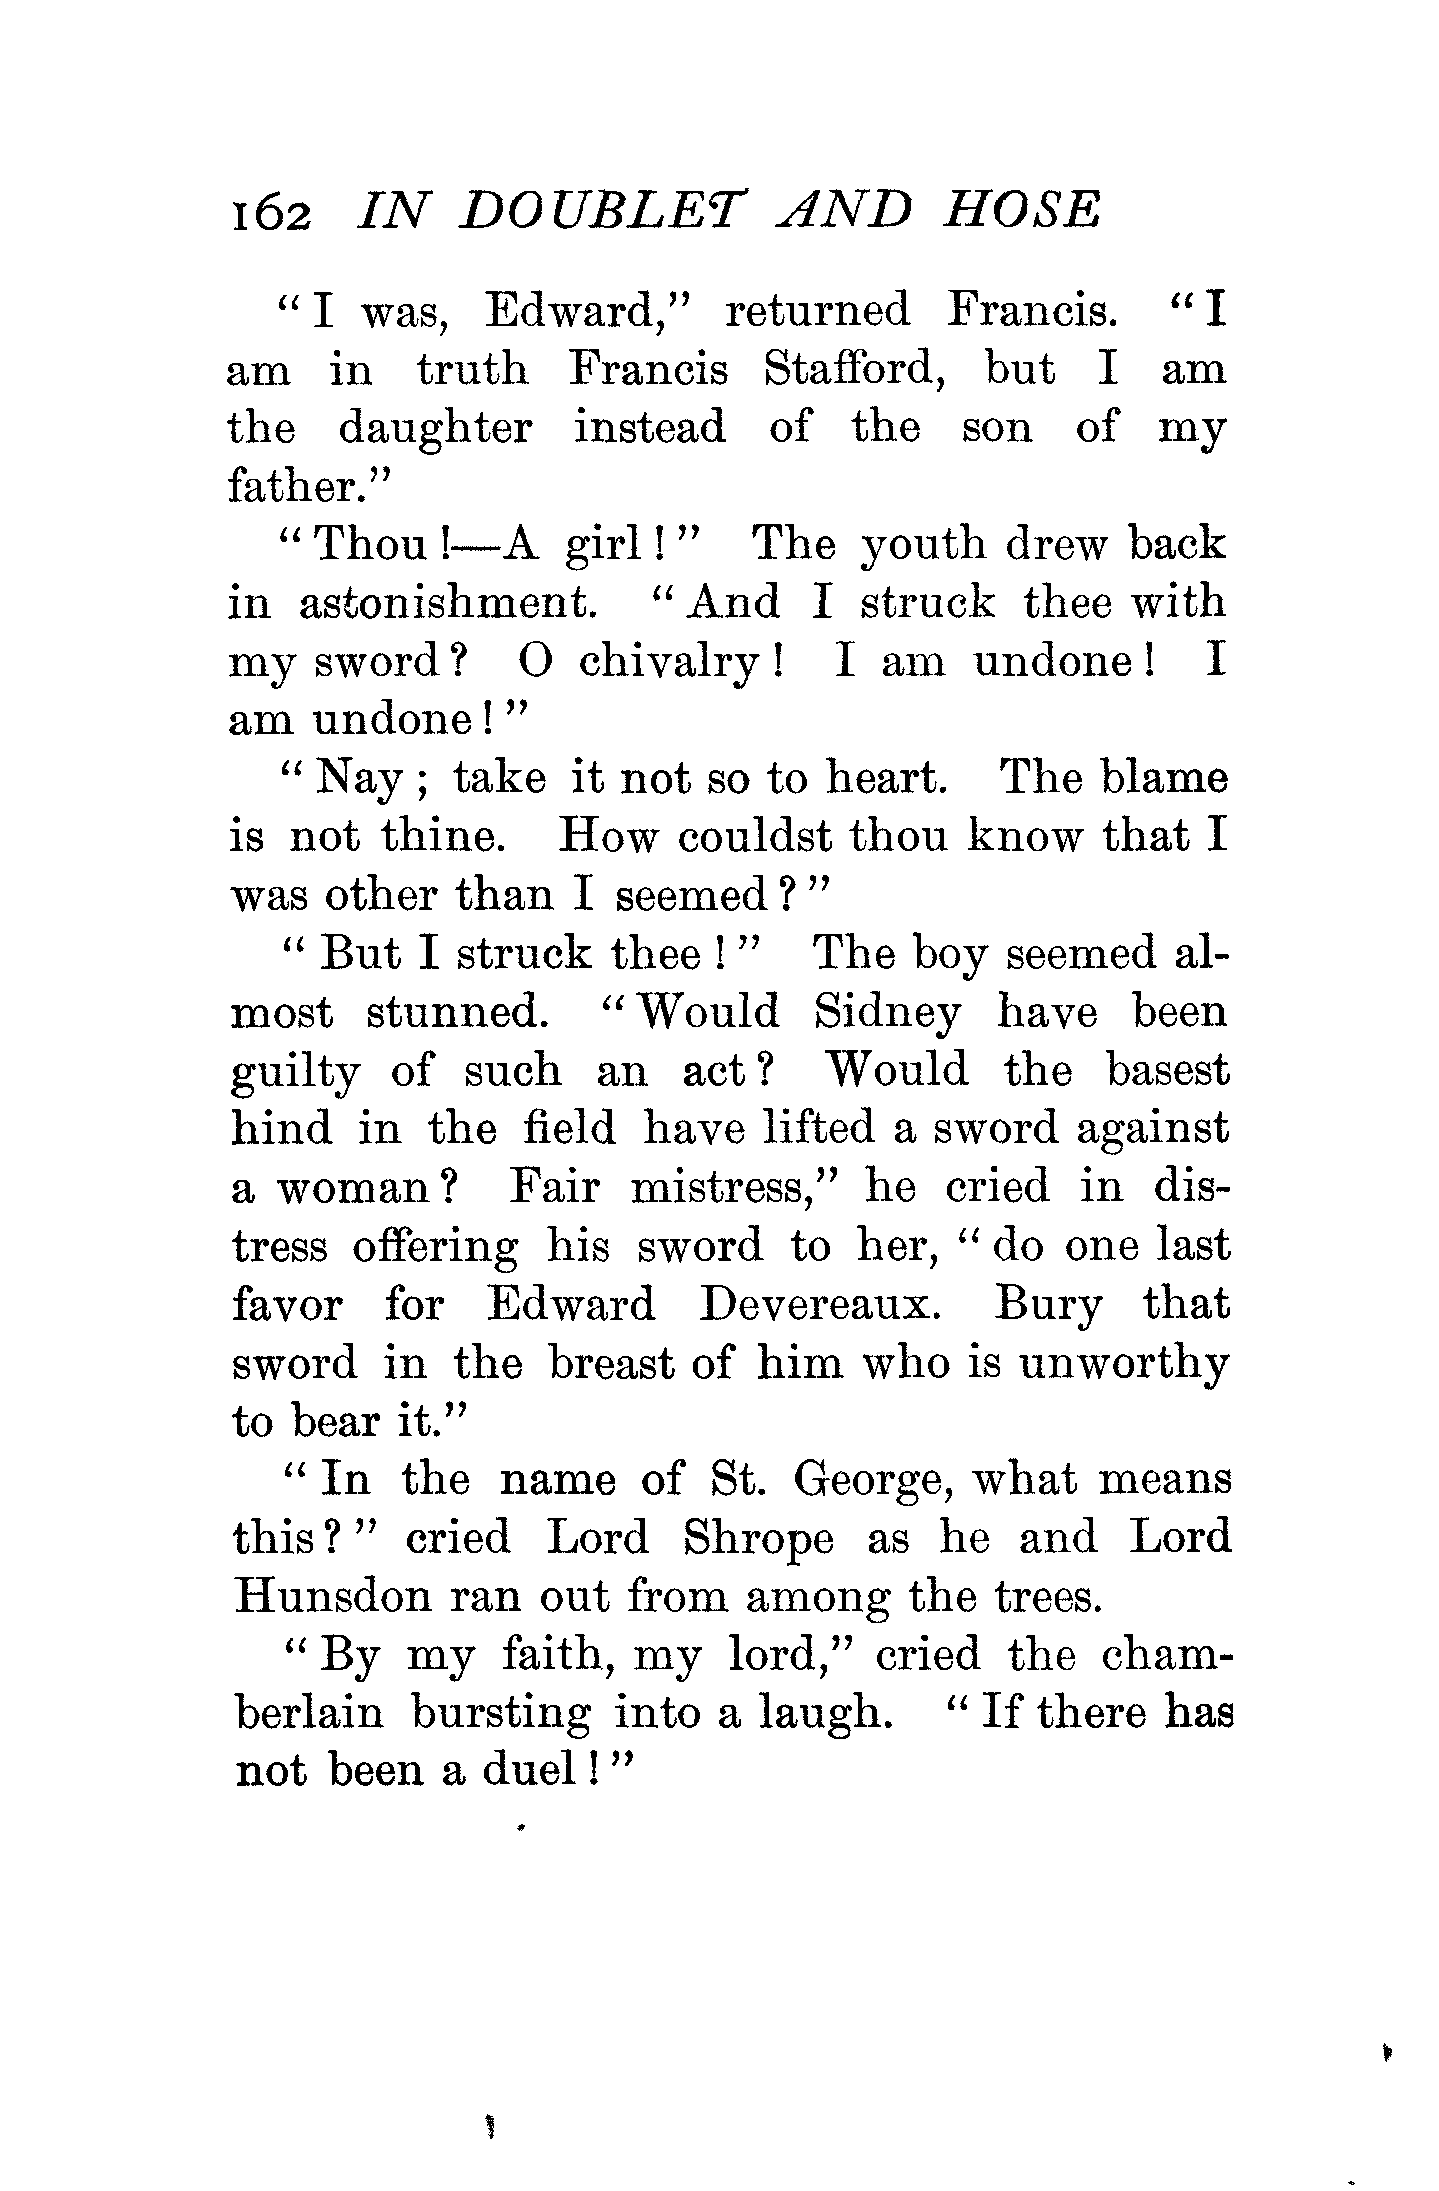 162 IN DOUBLET AND HOSE
“I was, Edward,” returned Francis. “I
am in truth Francis Stafford, but I am
the daughter instead of the son of my
father.”
“Thou!—A girl!” The youth drew back
in astonishment. “And I struck thee with
my sword? O chivalry! I am undone! I
am undone!”
“Nay; take it not so to heart. The blame
is not thine. How couldst thou know that I
was other than I seemed?”
“But I struck thee!” The boy seemed al-
most stunned. “Would Sidney have been
guilty of such an act? Would the basest
hind in the field have lifted a sword against
a woman? Fair mistress,” he cried in dis-
tress offering his sword to her, “do one last
favor for Edward Devereaux. Bury that
sword in the breast of him who is unworthy
to bear it.”
“In the name of St. George, what means
this?” cried Lord Shrope as he and Lord
Hunsdon ran out from among the trees.
“By my faith, my lord,” cried the cham-
berlain bursting into a laugh. “If there has
not been a duel!”